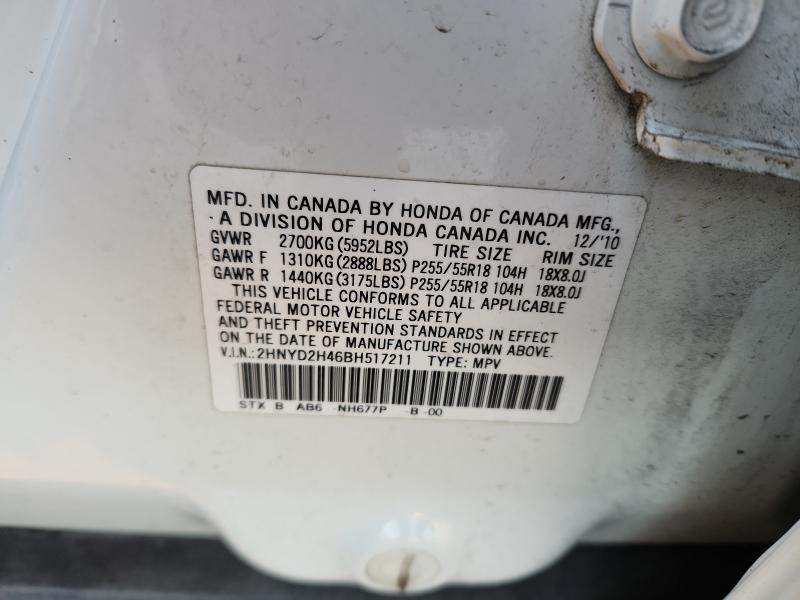 MFD. IN CANADA BY HONDA OF CANADA MFG.,
A DIVISION OF HONDA CANADA INC. 12/'10
GVWR 2700KG(5952LBS) TIRE SIZE RIM SIZE
GAWR F 1310KG(2888LBS) P255/55R18 104H 18X8.0J
GAWR R 1440KG(3175LBS) P255/55R18 104H 18X8.0J
THIS VEHICLE CONFORMS TO ALL APPLICABLE
FEDERAL MOTOR VEHICLE SAFETY
AND THEFT PREVENTION STANDARDS IN EFFECT
ON THE DATE OF MANUFACTURE SHOWN ABOVE.
V.I.N.:2HNYD2H46BH517211 TYPE: MPV
STX B AB6 -NH677P -B -00